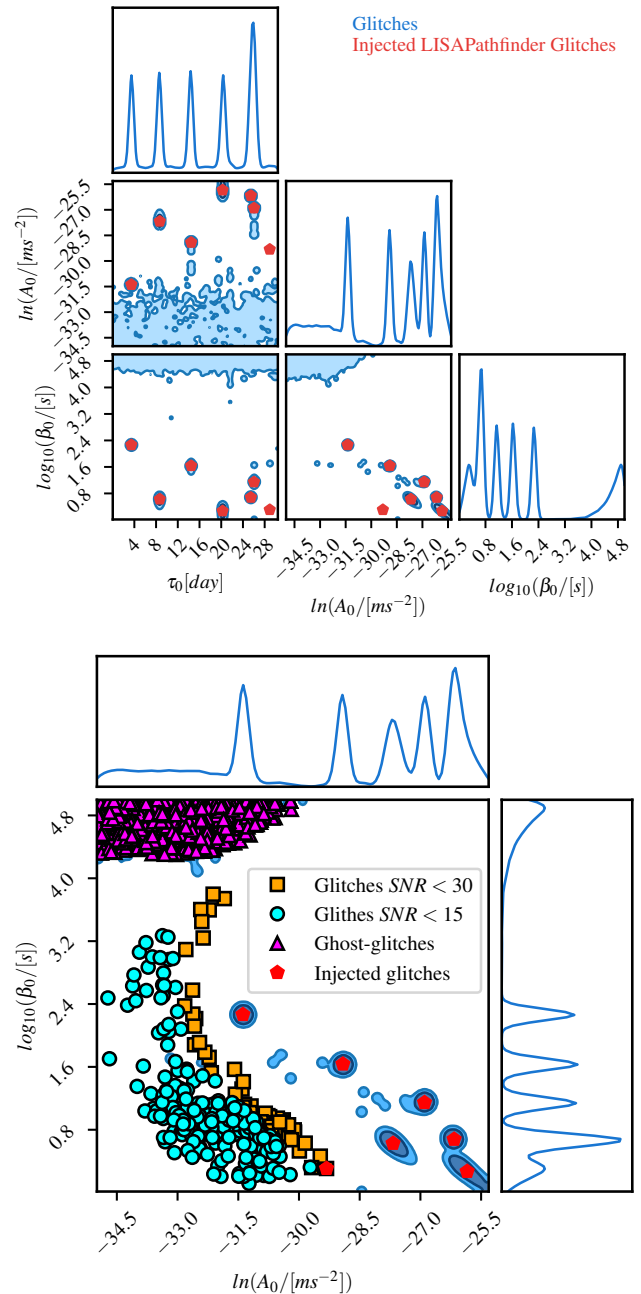 Glitches
Injected LISAPathfinder Glitches
−25.5
−27.0
−28.5
−30.0
−31.5
−33.0
−34.5
ln(A₀/[ms⁻²])
4.8
4.0
3.2
2.4
1.6
0.8
log₁₀(β₀/[s])
4 8 12 16 20 24 28
τ₀[day]
−34.5 −33.0 −31.5 −30.0 −28.5 −27.0 −25.5
ln(A₀/[ms⁻²])
0.8 1.6 2.4 3.2 4.0 4.8
log₁₀(β₀/[s])
4.8
4.0
3.2
2.4
1.6
0.8
log₁₀(β₀/[s])
Glitches SNR < 30
Glithes SNR < 15
Ghost-glitches
Injected glitches
−34.5 −33.0 −31.5 −30.0 −28.5 −27.0 −25.5
ln(A₀/[ms⁻²])